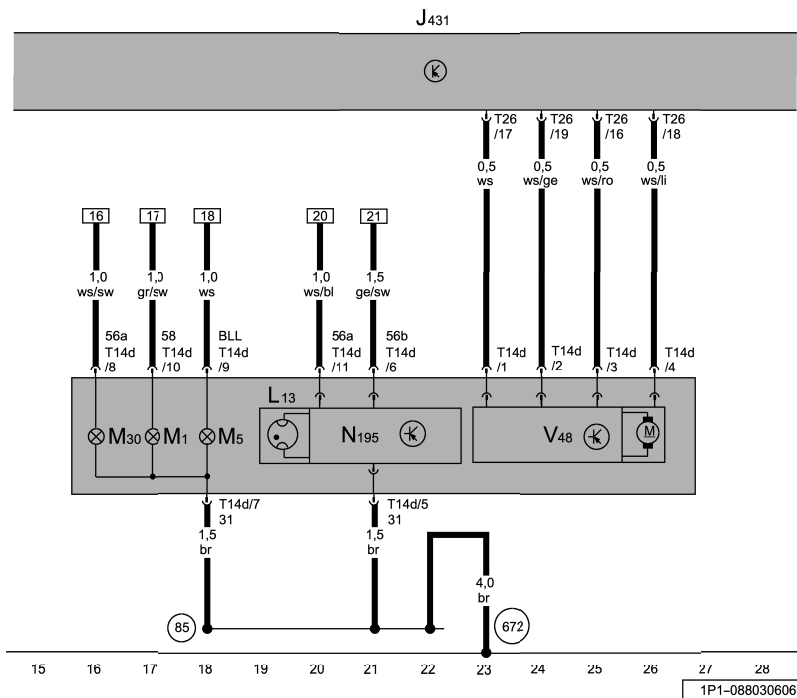 J431
T26 T26 T26 T26
/17 /19 /16 /18
0,5 0,5 0,5 0,5
ws ws/ge ws/ro ws/li
16 17 18 20 21
1,0 1,0 1,0 1,0 1,5
ws/sw gr/sw ws ws/bl ge/sw
56a 58 BLL 56a 56b
T14d T14d T14d T14d T14d T14d T14d T14d T14d
/8 /10 /9 /11 /6 /1 /2 /3 /4
L13
M30 M1 M5 N195 V48 M
T14d/7 T14d/5
31 31
1,5 1,5
br br
4,0
br
85 672
15 16 17 18 19 20 21 22 23 24 25 26 27 28
1P1-088030606